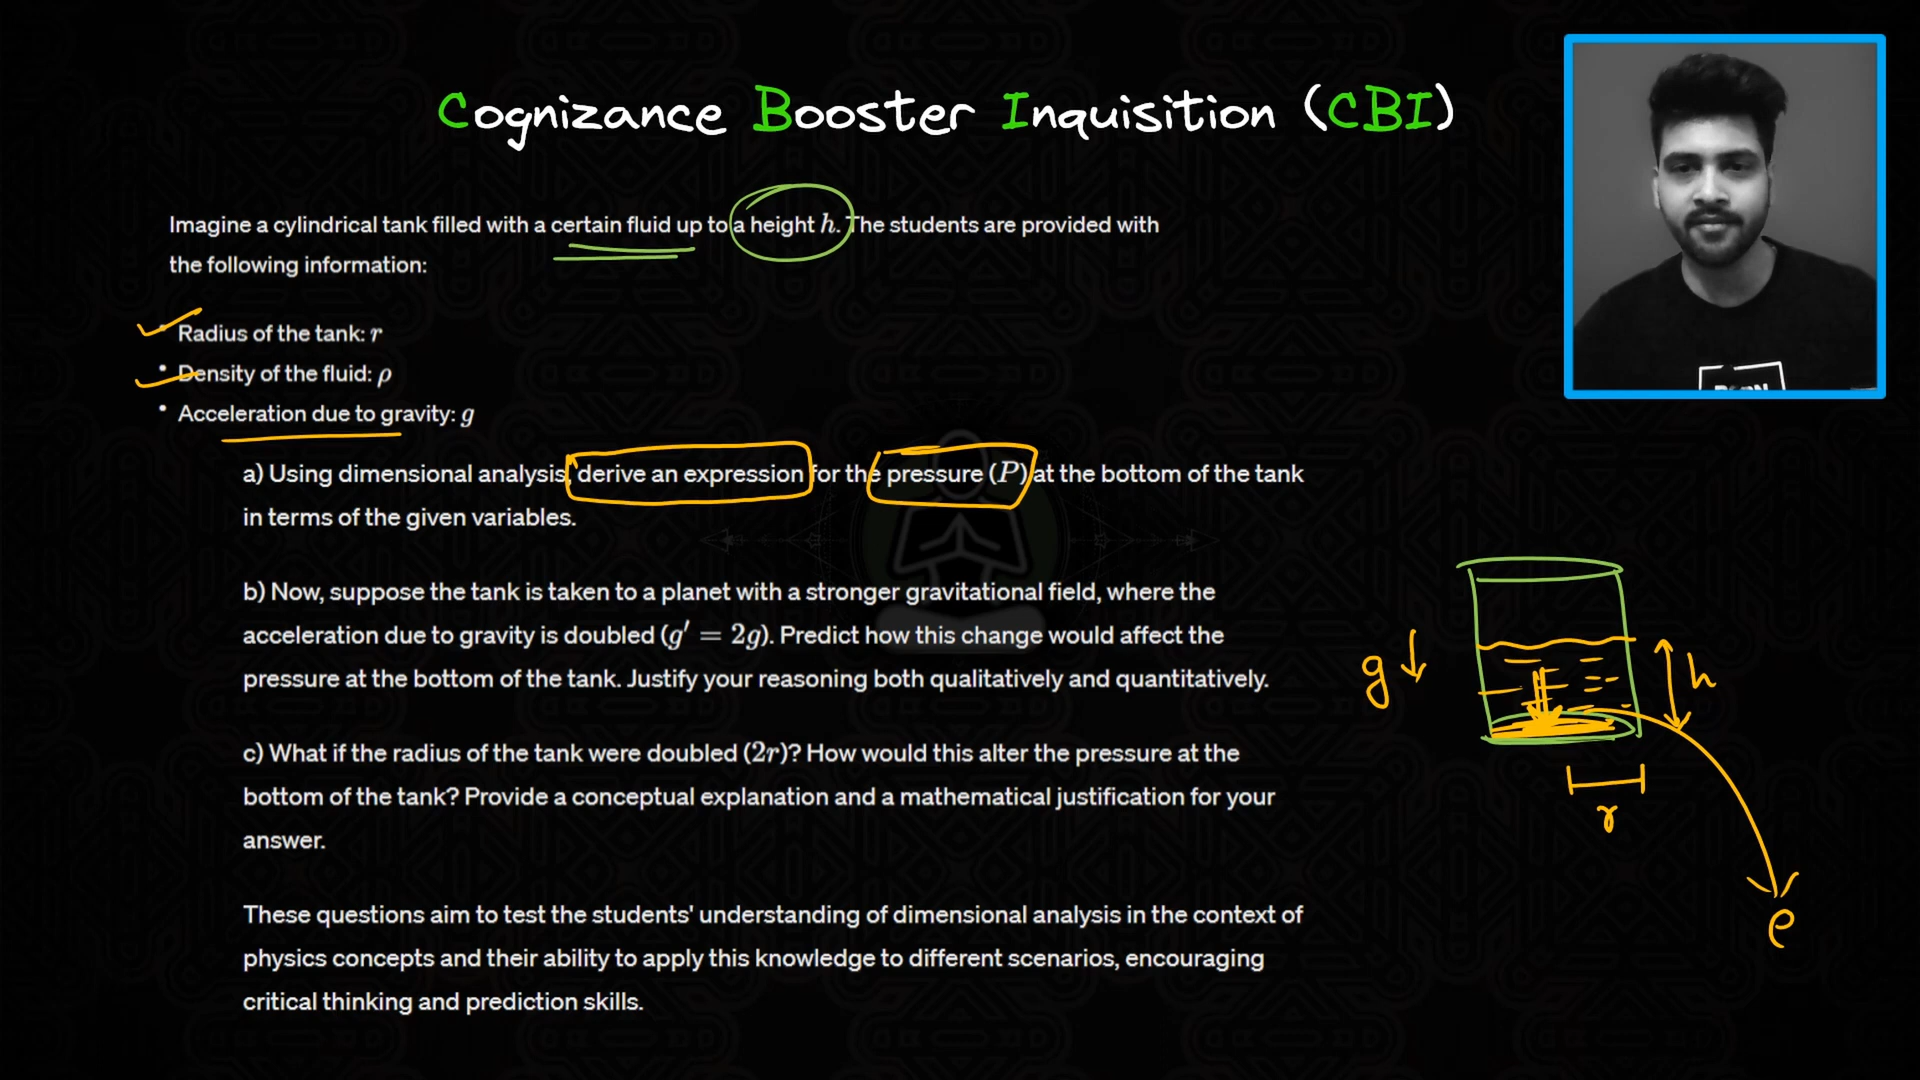 Cognizance Booster Inquisition (CBI)
Imagine a cylindrical tank filled with a certain fluid up to a height h. The students are provided with
the following information:
• Radius of the tank: r
• Density of the fluid: ρ
• Acceleration due to gravity: g
a) Using dimensional analysis, derive an expression for the pressure (P) at the bottom of the tank
in terms of the given variables.
b) Now, suppose the tank is taken to a planet with a stronger gravitational field, where the
acceleration due to gravity is doubled (g′ = 2g). Predict how this change would affect the
pressure at the bottom of the tank. Justify your reasoning both qualitatively and quantitatively.
c) What if the radius of the tank were doubled (2r)? How would this alter the pressure at the
bottom of the tank? Provide a conceptual explanation and a mathematical justification for your
answer.
These questions aim to test the students' understanding of dimensional analysis in the context of
physics concepts and their ability to apply this knowledge to different scenarios, encouraging
critical thinking and prediction skills.
g
h
r
ρ